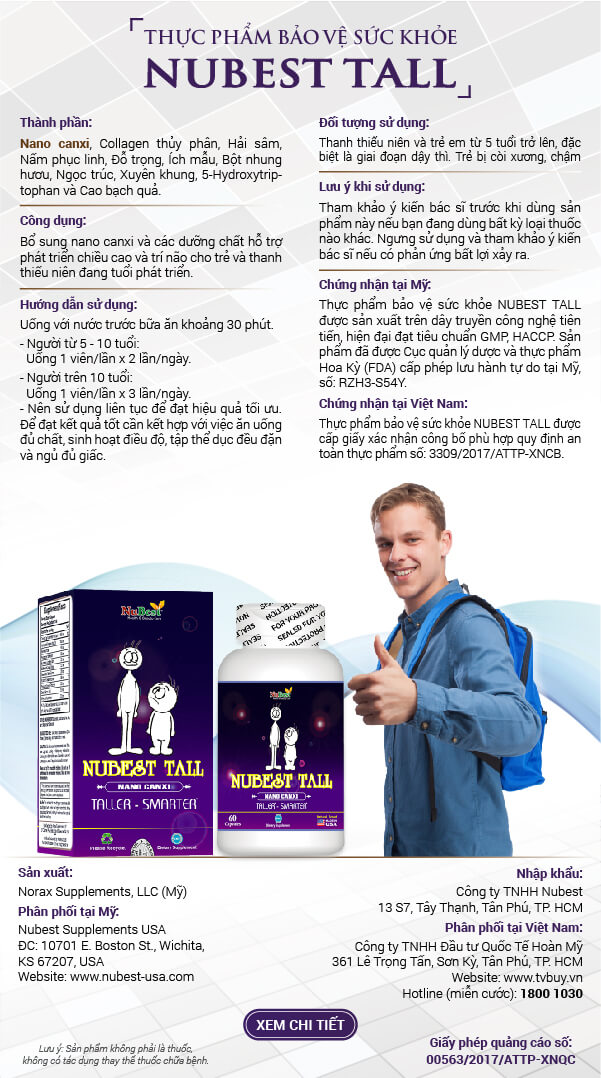 THỰC PHẨM BẢO VỆ SỨC KHỎE
NUBEST TALL
Thành phần:
Nano canxi, Collagen thủy phân, Hải sâm,
Nấm phục linh, Đỗ trọng, Ích mẫu, Bột nhung
hươu, Ngọc trúc, Xuyên khung, 5-Hydroxytrip-
tophan và Cao bạch quả.
Công dụng:
Bổ sung nano canxi và các dưỡng chất hỗ trợ
phát triển chiều cao và trí não cho trẻ và thanh
thiếu niên đang tuổi phát triển.
Hướng dẫn sử dụng:
Uống với nước trước bữa ăn khoảng 30 phút.
- Người từ 5 - 10 tuổi:
Uống 1 viên/lần x 2 lần/ngày.
- Người trên 10 tuổi:
Uống 1 viên/lần x 3 lần/ngày.
- Nên sử dụng liên tục để đạt hiệu quả tối ưu.
Để đạt kết quả tốt cần kết hợp với việc ăn uống
đủ chất, sinh hoạt điều độ, tập thể dục đều đặn
và ngủ đủ giấc.
Đối tượng sử dụng:
Thanh thiếu niên và trẻ em từ 5 tuổi trở lên, đặc
biệt là giai đoạn dậy thì. Trẻ bị còi xương, chậm
Lưu ý khi sử dụng:
Tham khảo ý kiến bác sĩ trước khi dùng sản
phẩm này nếu bạn đang dùng bất kỳ loại thuốc
nào khác. Ngưng sử dụng và tham khảo ý kiến
bác sĩ nếu có phản ứng bất lợi xảy ra.
Chứng nhận tại Mỹ:
Thực phẩm bảo vệ sức khỏe NUBEST TALL
được sản xuất trên dây truyền công nghệ tiên
tiến, hiện đại đạt tiêu chuẩn GMP, HACCP. Sản
phẩm đã được Cục quản lý dược và thực phẩm
Hoa Kỳ (FDA) cấp phép lưu hành tự do tại Mỹ,
số: RZH3-S54Y.
Chứng nhận tại Việt Nam:
Thực phẩm bảo vệ sức khỏe NUBEST TALL được
cấp giấy xác nhận công bố phù hợp quy định an
toàn thực phẩm số: 3309/2017/ATTP-XNCB.
NuBest
NUBEST TALL
NANO CANXI
TALLER - SMARTER
Please Recycle
Dietary Supplement
NuBest
NUBEST TALL
NANO CANXI
TALLER - SMARTER
60
Capsules
Dietary Supplement
USA
Sản xuất:
Norax Supplements, LLC (Mỹ)
Phân phối tại Mỹ:
Nubest Supplements USA
ĐC: 10701 E. Boston St., Wichita,
KS 67207, USA
Website: www.nubest-usa.com
Nhập khẩu:
Công ty TNHH Nubest
13 S7, Tây Thạnh, Tân Phú, TP. HCM
Phân phối tại Việt Nam:
Công ty TNHH Đầu tư Quốc Tế Hoàn Mỹ
361 Lê Trọng Tấn, Sơn Kỳ, Tân Phú, TP. HCM
Website: www.tvbuy.vn
Hotline (miễn cước): 1800 1030
XEM CHI TIẾT
Lưu ý: Sản phẩm không phải là thuốc,
không có tác dụng thay thế thuốc chữa bệnh.
Giấy phép quảng cáo số:
00563/2017/ATTP-XNQC